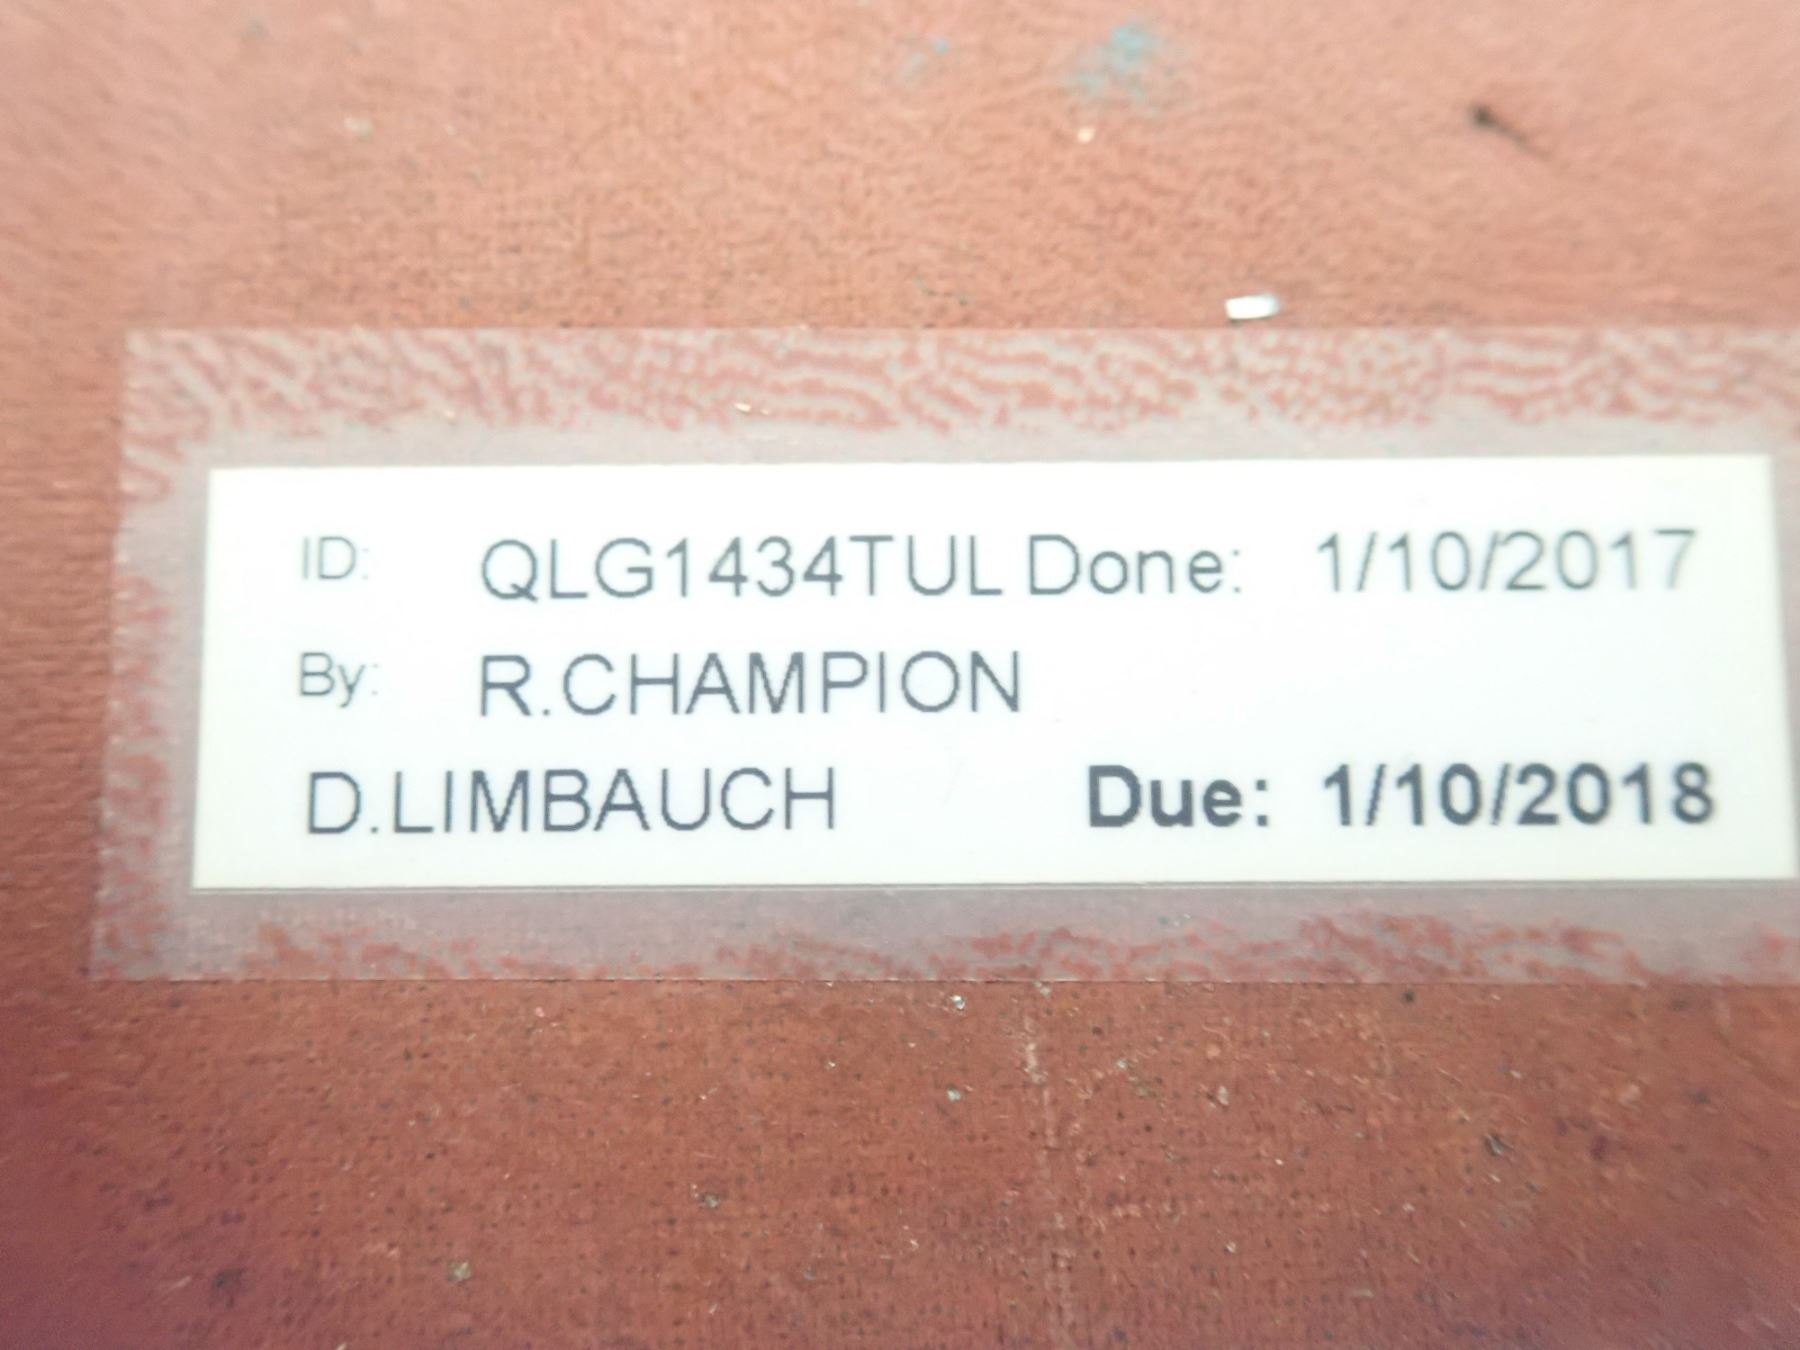 ID: QLG1434TUL Done: 1/10/2017
By: R.CHAMPION
D.LIMBAUCH Due: 1/10/2018